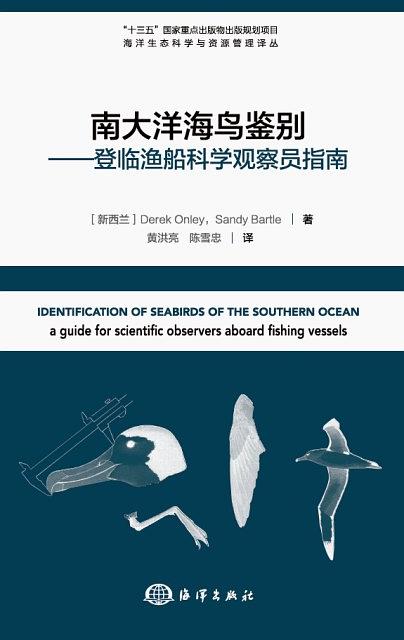 “十三五”国家重点出版物出版规划项目
海洋生态科学与资源管理译丛
南大洋海鸟鉴别
——登临渔船科学观察员指南
［新西兰］Derek Onley，Sandy Bartle｜著
黄洪亮 陈雪忠｜译
IDENTIFICATION OF SEABIRDS OF THE SOUTHERN OCEAN
a guide for scientific observers aboard fishing vessels
海洋出版社